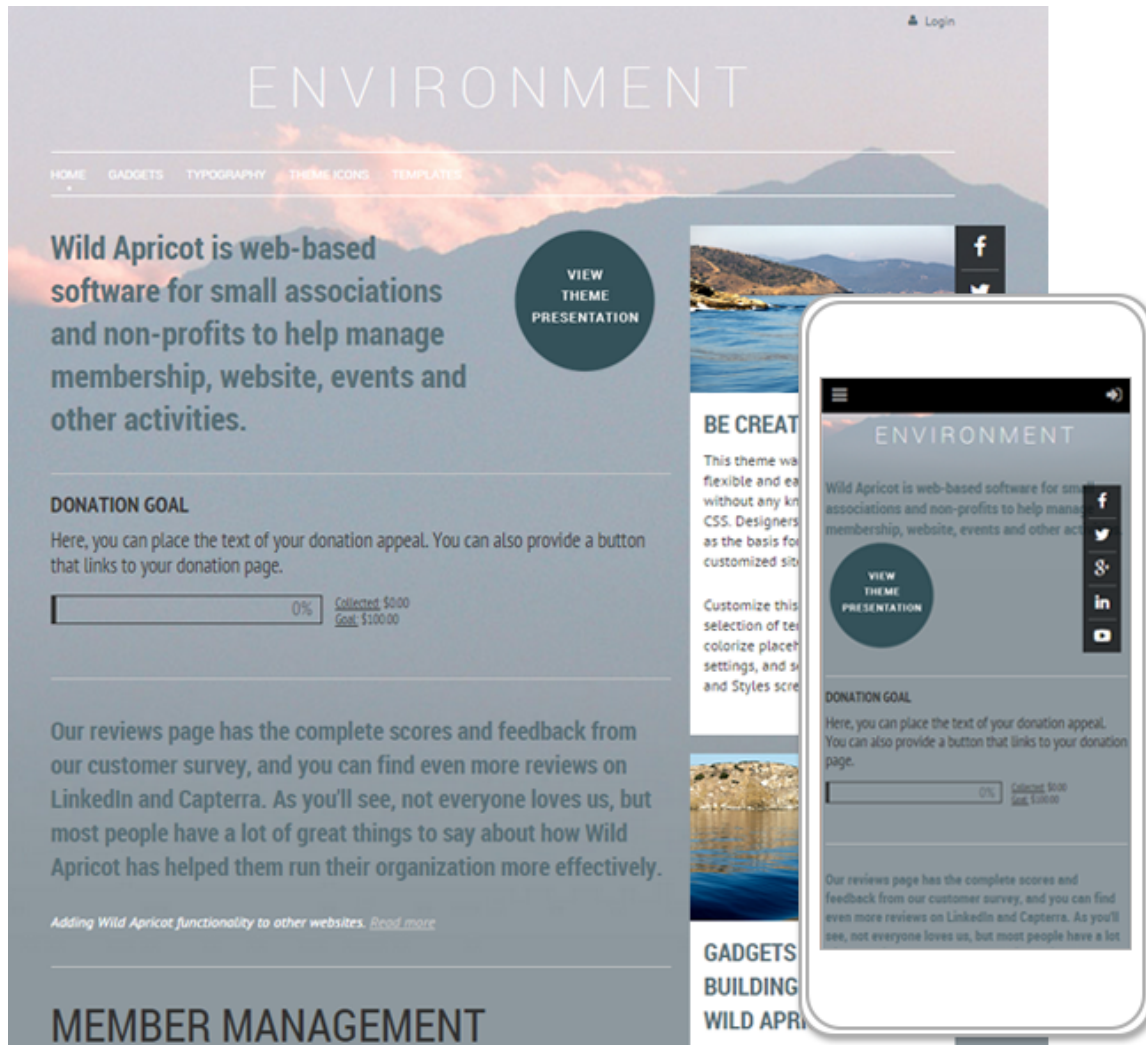 Login
ENVIRONMENT
HOME GADGETS TYPOGRAPHY THEME ICONS TEMPLATES
Wild Apricot is web-based
software for small associations
and non-profits to help manage
membership, website, events and
other activities.
VIEW
THEME
PRESENTATION
DONATION GOAL
Here, you can place the text of your donation appeal. You can also provide a button
that links to your donation page.
0%
Collected: $0.00
Goal: $100.00
Our reviews page has the complete scores and feedback from
our customer survey, and you can find even more reviews on
LinkedIn and Capterra. As you'll see, not everyone loves us, but
most people have a lot of great things to say about how Wild
Apricot has helped them run their organization more effectively.
Adding Wild Apricot functionality to other websites. Read more
MEMBER MANAGEMENT
f
BE CREAT
This theme wa
flexible and ea
without any kn
CSS. Designers
as the basis for
customized sit
Customize this
selection of te
colorize placeh
settings, and s
and Styles scre
GADGETS
BUILDING
WILD APR
ENVIRONMENT
Wild Apricot is web-based software for small
associations and non-profits to help manage
membership, website, events and other
VIEW
THEME
PRESENTATION
f
g+
in
DONATION GOAL
Here, you can place the text of your donation appeal.
You can also provide a button that links to your donation
page.
0%
Collected: $0.00
Goal: $100.00
Our reviews page has the complete scores and
feedback from our customer survey, and you can find
even more reviews on LinkedIn and Capterra. As you'll
see, not everyone loves us, but most people have a lot